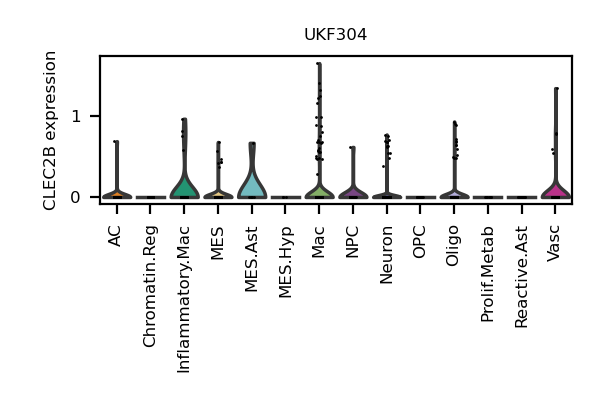 UKF304
CLEC2B expression
1
0
AC
Chromatin.Reg
Inflammatory.Mac
MES
MES.Ast
MES.Hyp
Mac
NPC
Neuron
OPC
Oligo
Prolif.Metab
Reactive.Ast
Vasc